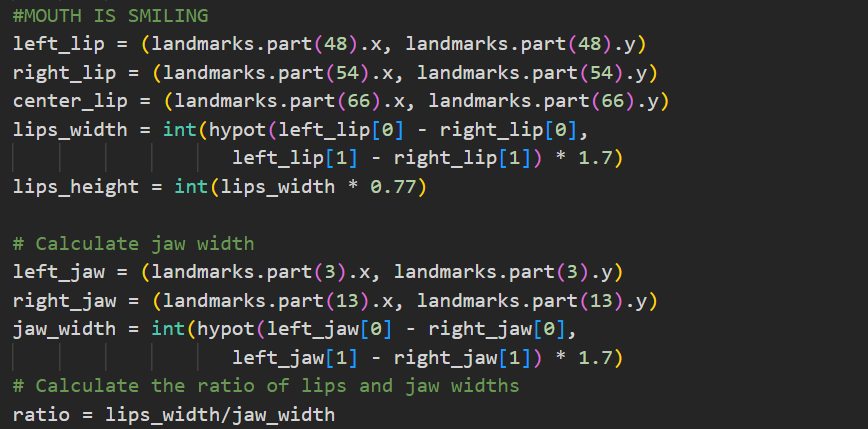 #MOUTH IS SMILING
left_lip = (landmarks.part(48).x, landmarks.part(48).y)
right_lip = (landmarks.part(54).x, landmarks.part(54).y)
center_lip = (landmarks.part(66).x, landmarks.part(66).y)
lips_width = int(hypot(left_lip[0] - right_lip[0],
                   left_lip[1] - right_lip[1]) * 1.7)
lips_height = int(lips_width * 0.77)

# Calculate jaw width
left_jaw = (landmarks.part(3).x, landmarks.part(3).y)
right_jaw = (landmarks.part(13).x, landmarks.part(13).y)
jaw_width = int(hypot(left_jaw[0] - right_jaw[0],
                   left_jaw[1] - right_jaw[1]) * 1.7)
# Calculate the ratio of lips and jaw widths
ratio = lips_width/jaw_width